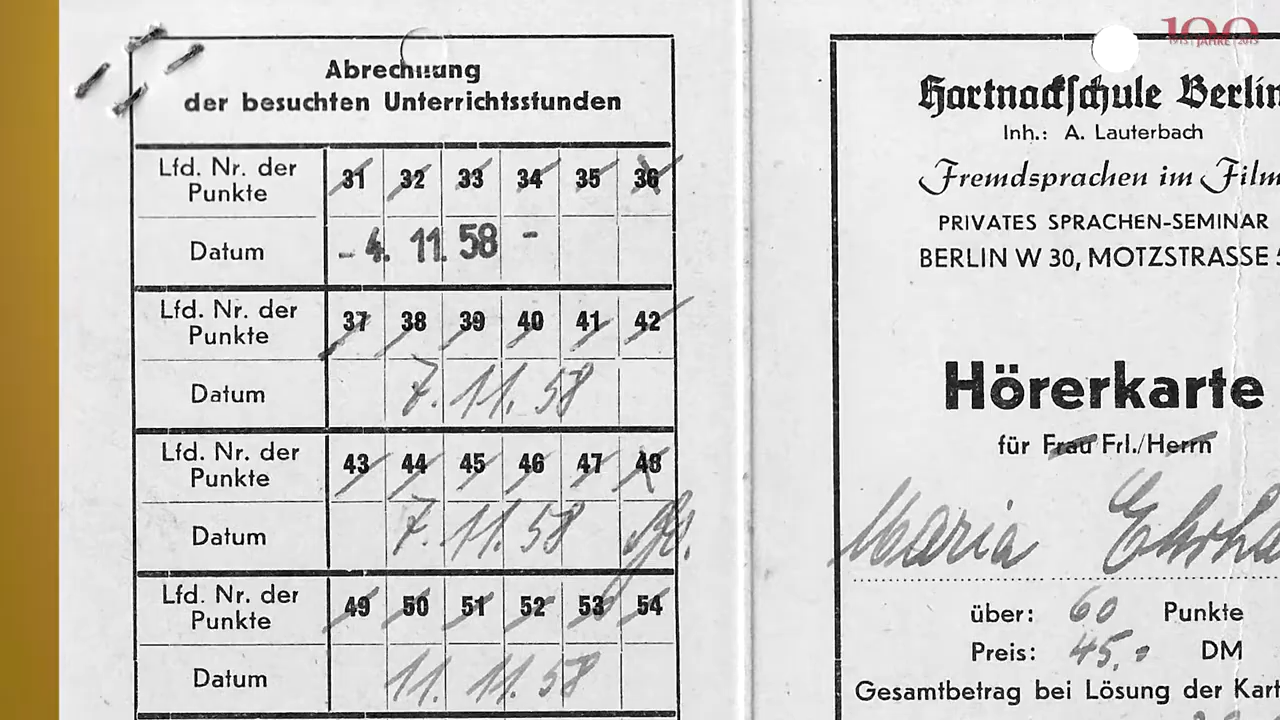 Abrechnung
der besuchten Unterrichtsstunden
Lfd. Nr. der Punkte 31 32 33 34 35 36
Datum - 4. 11. 58 -
Lfd. Nr. der Punkte 37 38 39 40 41 42
Datum 7. 11. 58
Lfd. Nr. der Punkte 43 44 45 46 47 48
Datum 7. 11. 58
Lfd. Nr. der Punkte 49 50 51 52 53 54
Datum 11. 11. 58
100
1915 JAHRE 2015
Hartnackschule Berlin
Inh.: A. Lauterbach
Fremdsprachen im Film
PRIVATES SPRACHEN-SEMINAR
BERLIN W 30, MOTZSTRASSE
Hörerkarte
für Frau Frl./Herrn
Maria
über: 60 Punkte
Preis: 45,= DM
Gesamtbetrag bei Lösung der